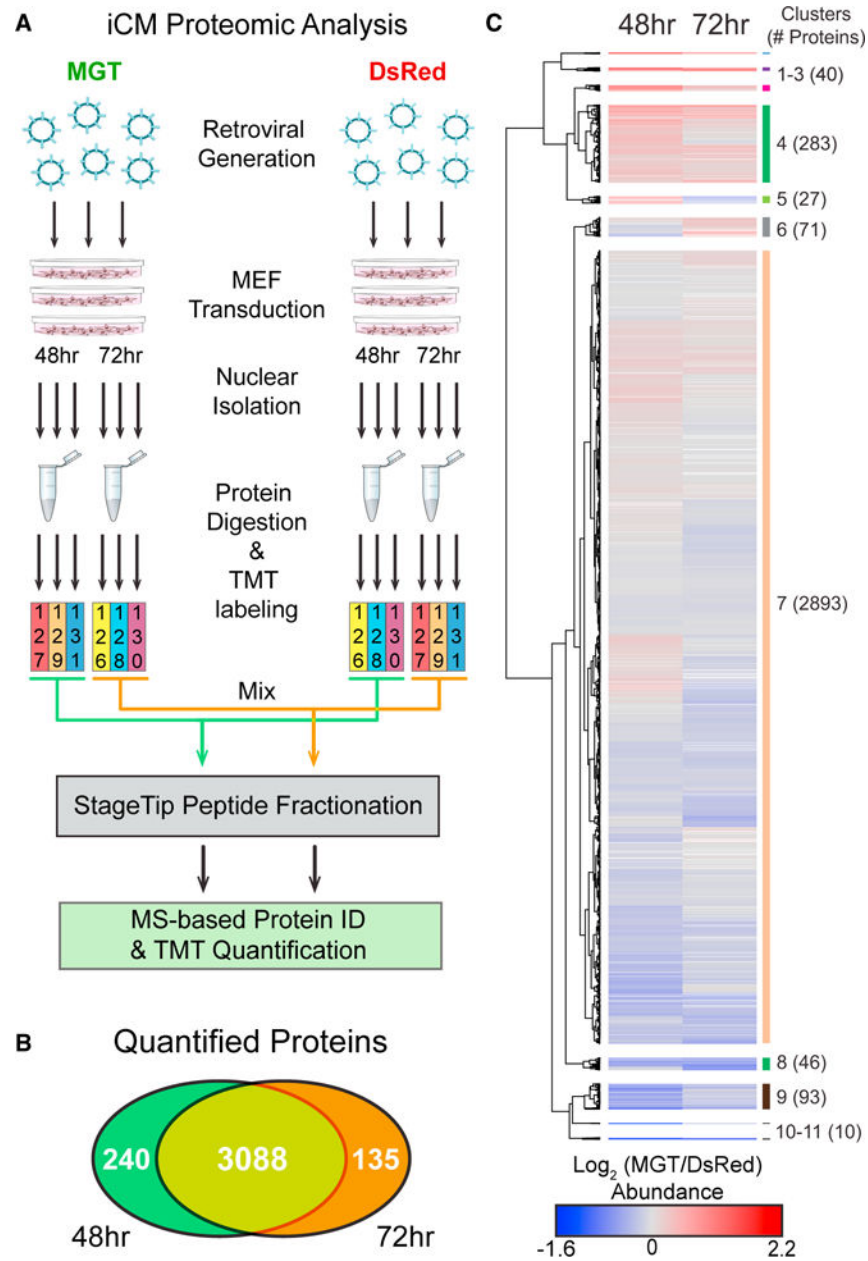 A
iCM Proteomic Analysis
MGT
DsRed
Retroviral
Generation
MEF
Transduction
48hr
72hr
48hr
72hr
Nuclear
Isolation
Protein
Digestion
&
TMT
labeling
127
129
131
126
128
130
126
128
130
127
129
131
Mix
StageTip Peptide Fractionation
MS-based Protein ID
& TMT Quantification
B
Quantified Proteins
240
3088
135
48hr
72hr
C
48hr
72hr
Clusters
(# Proteins)
1-3 (40)
4 (283)
5 (27)
6 (71)
7 (2893)
8 (46)
9 (93)
10-11 (10)
Log2 (MGT/DsRed)
Abundance
-1.6
0
2.2